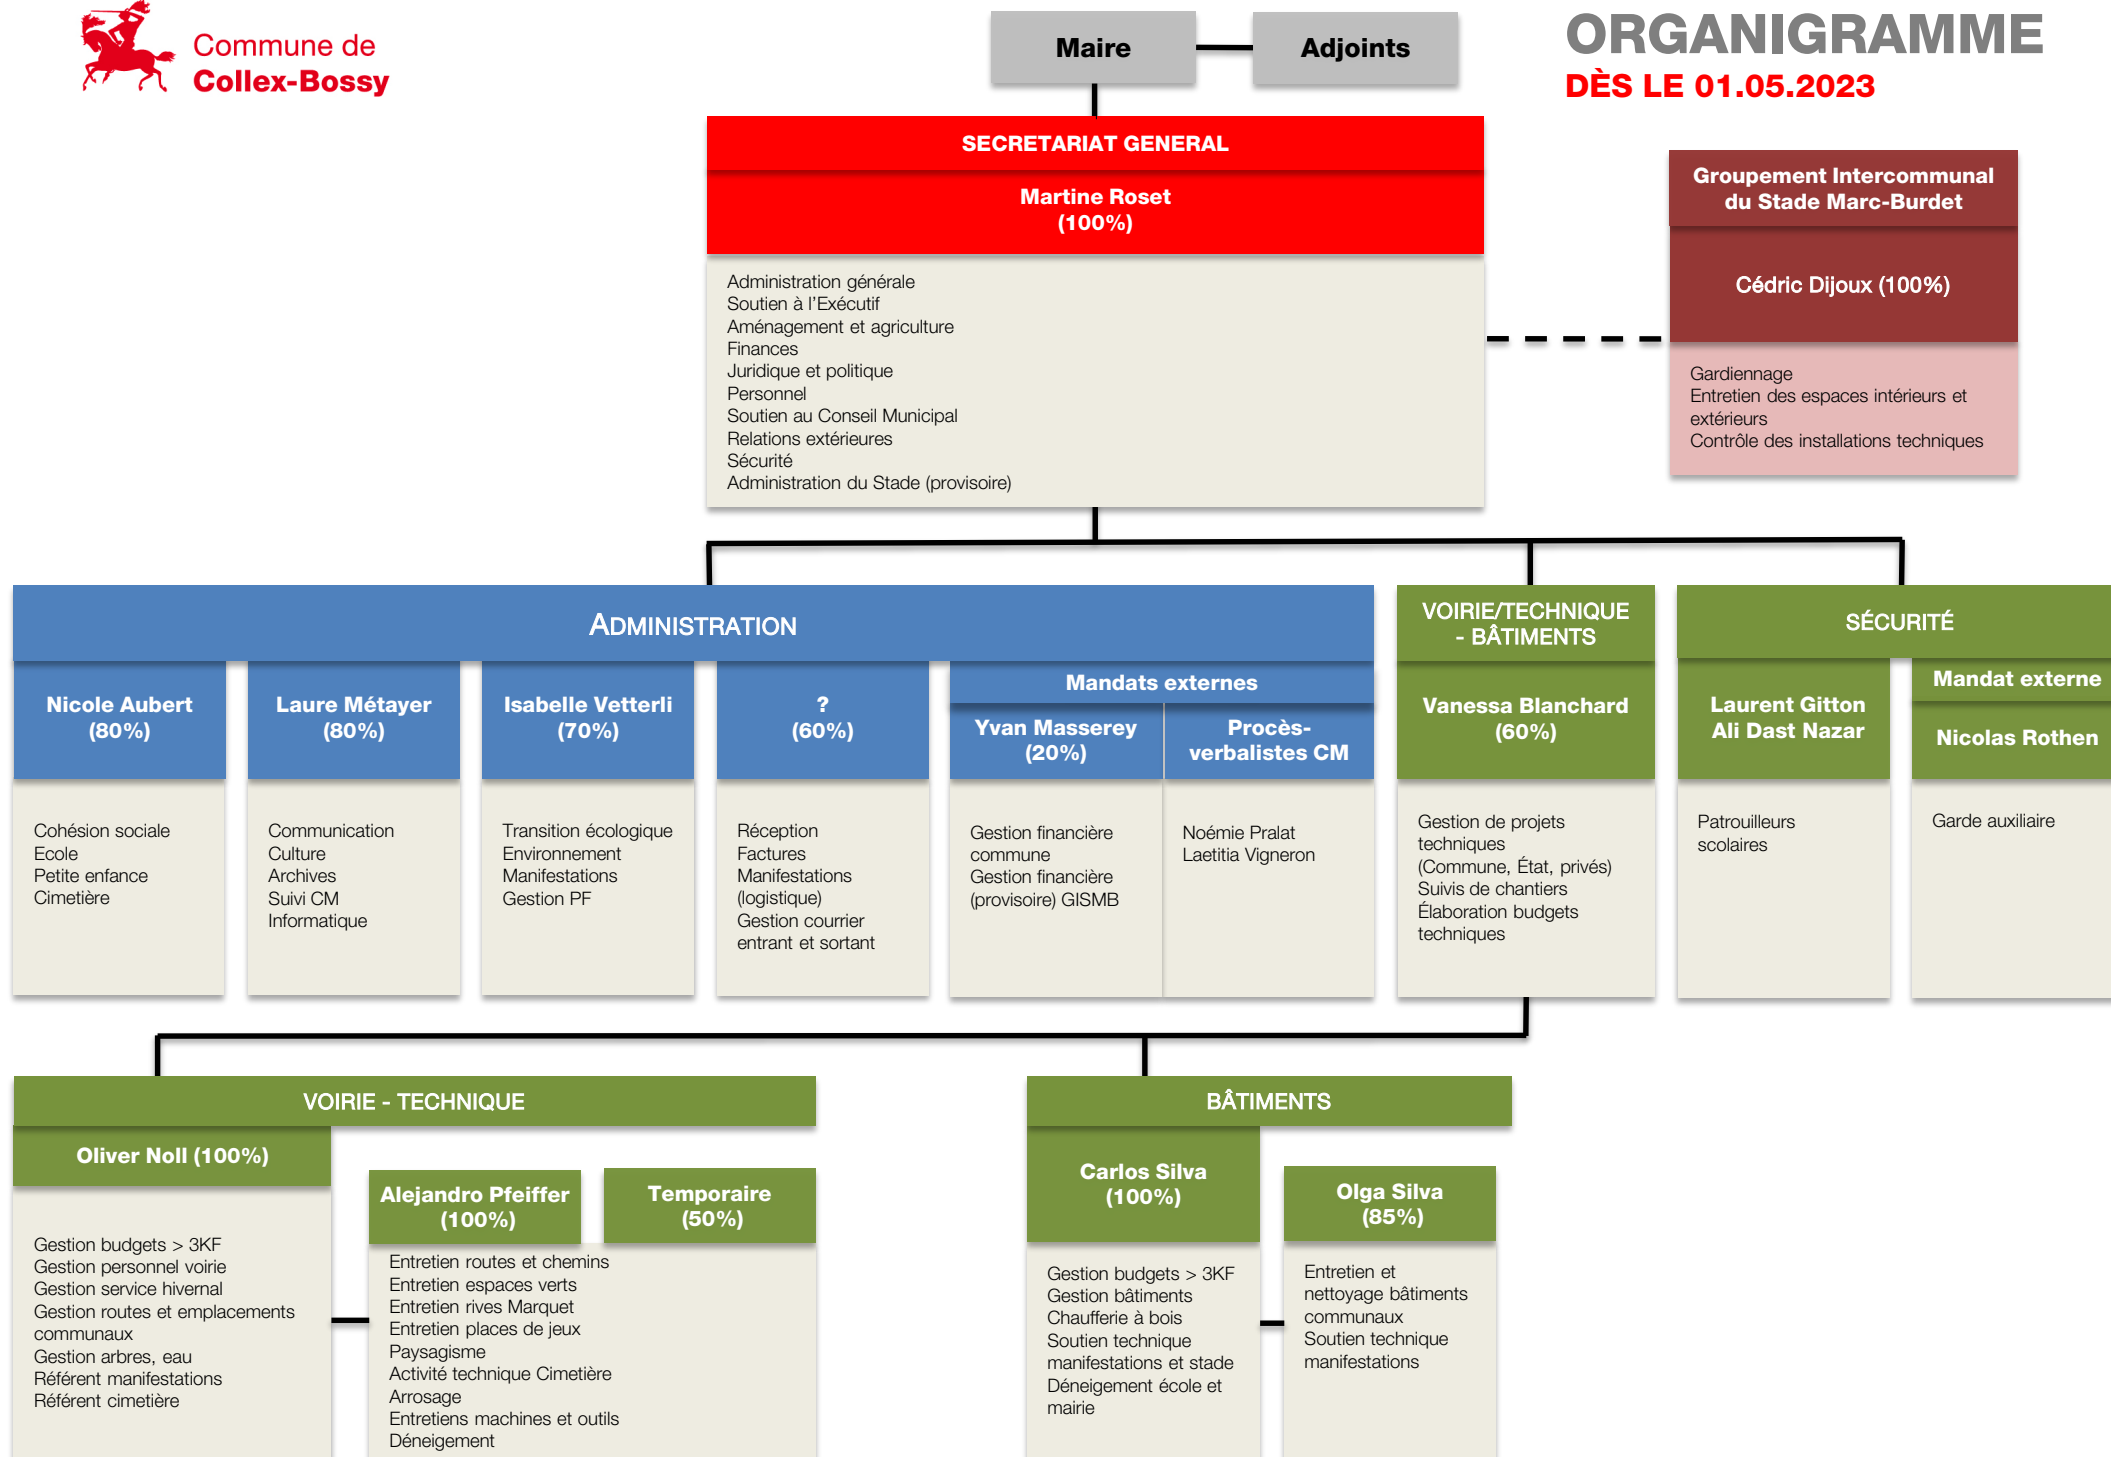 Commune de
Collex-Bossy
Maire
Adjoints
ORGANIGRAMME
DÈS LE 01.05.2023
SECRETARIAT GENERAL
Martine Roset
(100%)
Administration générale
Soutien à l'Exécutif
Aménagement et agriculture
Finances
Juridique et politique
Personnel
Soutien au Conseil Municipal
Relations extérieures
Sécurité
Administration du Stade (provisoire)
Groupement Intercommunal
du Stade Marc-Burdet
Cédric Dijoux (100%)
Gardiennage
Entretien des espaces intérieurs et
extérieurs
Contrôle des installations techniques
ADMINISTRATION
Nicole Aubert
(80%)
Cohésion sociale
Ecole
Petite enfance
Cimetière
Laure Métayer
(80%)
Communication
Culture
Archives
Suivi CM
Informatique
Isabelle Vetterli
(70%)
Transition écologique
Environnement
Manifestations
Gestion PF
?
(60%)
Réception
Factures
Manifestations
(logistique)
Gestion courrier
entrant et sortant
Mandats externes
Yvan Masserey
(20%)
Gestion financière
commune
Gestion financière
(provisoire) GISMB
Procès-
verbalistes CM
Noémie Pralat
Laetitia Vigneron
VOIRIE/TECHNIQUE
- BÂTIMENTS
Vanessa Blanchard
(60%)
Gestion de projets
techniques
(Commune, État, privés)
Suivis de chantiers
Élaboration budgets
techniques
SÉCURITÉ
Laurent Gitton
Ali Dast Nazar
Patrouilleurs
scolaires
Mandat externe
Nicolas Rothen
Garde auxiliaire
VOIRIE - TECHNIQUE
Oliver Noll (100%)
Gestion budgets > 3KF
Gestion personnel voirie
Gestion service hivernal
Gestion routes et emplacements
communaux
Gestion arbres, eau
Référent manifestations
Référent cimetière
Alejandro Pfeiffer
(100%)
Temporaire
(50%)
Entretien routes et chemins
Entretien espaces verts
Entretien rives Marquet
Entretien places de jeux
Paysagisme
Activité technique Cimetière
Arrosage
Entretiens machines et outils
Déneigement
BÂTIMENTS
Carlos Silva
(100%)
Gestion budgets > 3KF
Gestion bâtiments
Chaufferie à bois
Soutien technique
manifestations et stade
Déneigement école et
mairie
Olga Silva
(85%)
Entretien et
nettoyage bâtiments
communaux
Soutien technique
manifestations